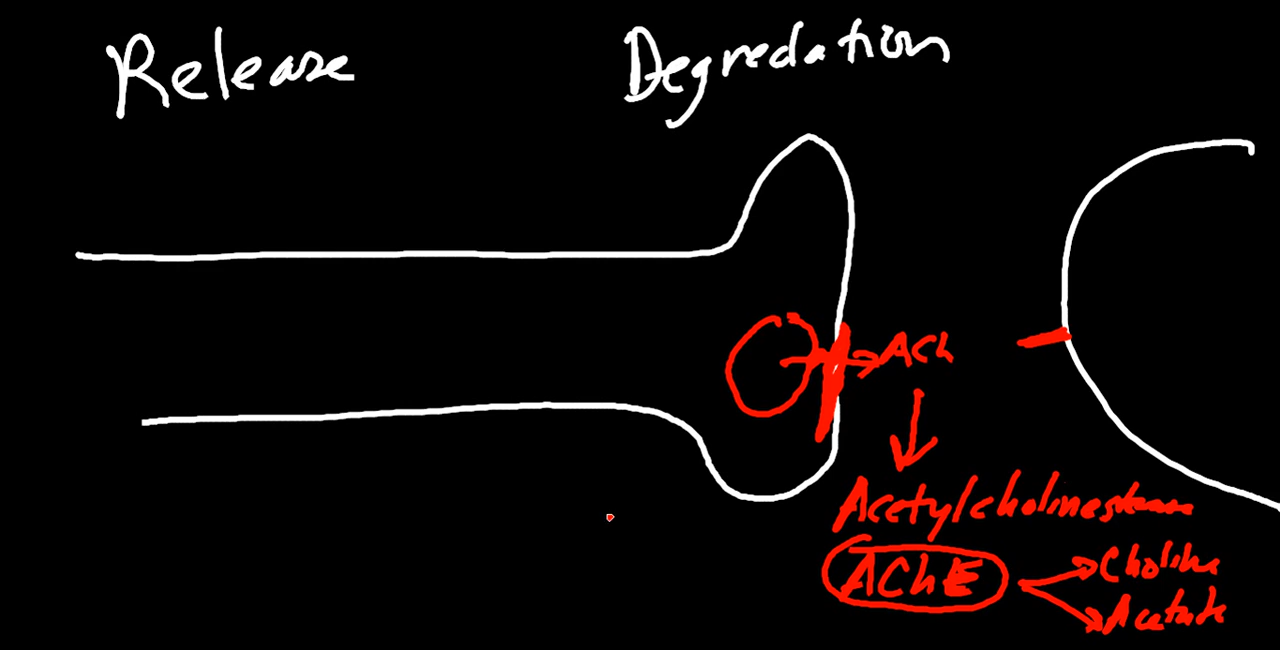 Release Degredation
ACh
Acetylcholinesterase
AChE
Choline
Acetate